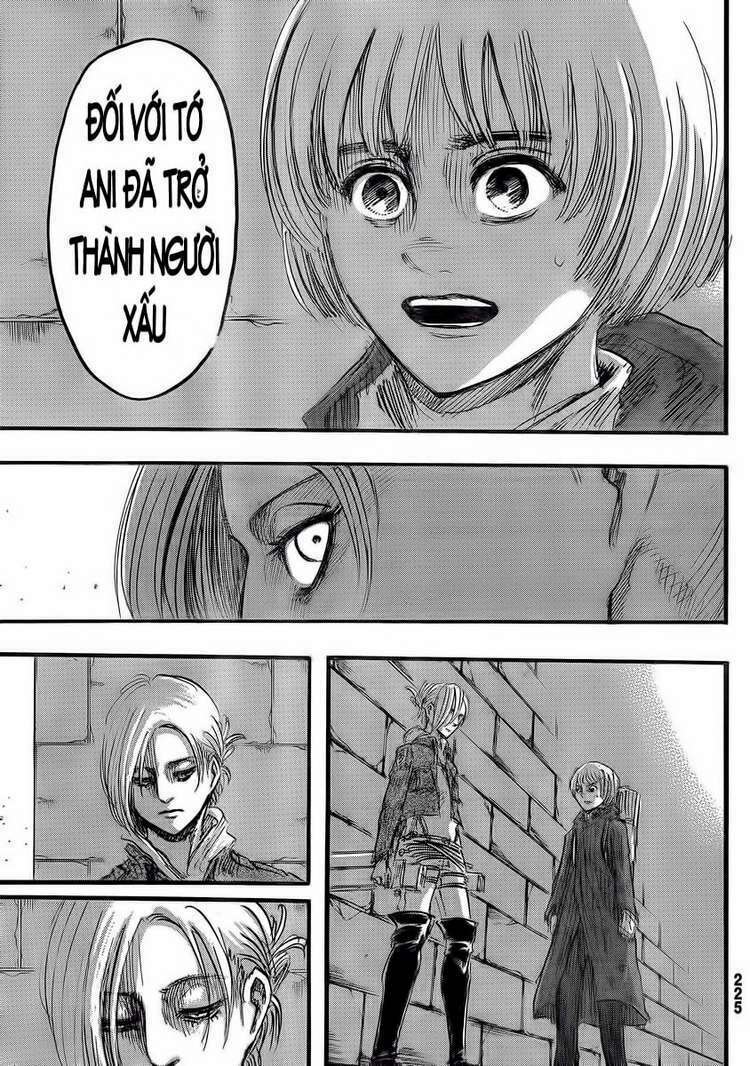 ĐỐI VỚI TỚ
ANI ĐÃ TRỞ
THÀNH NGƯỜI
XẤU
225